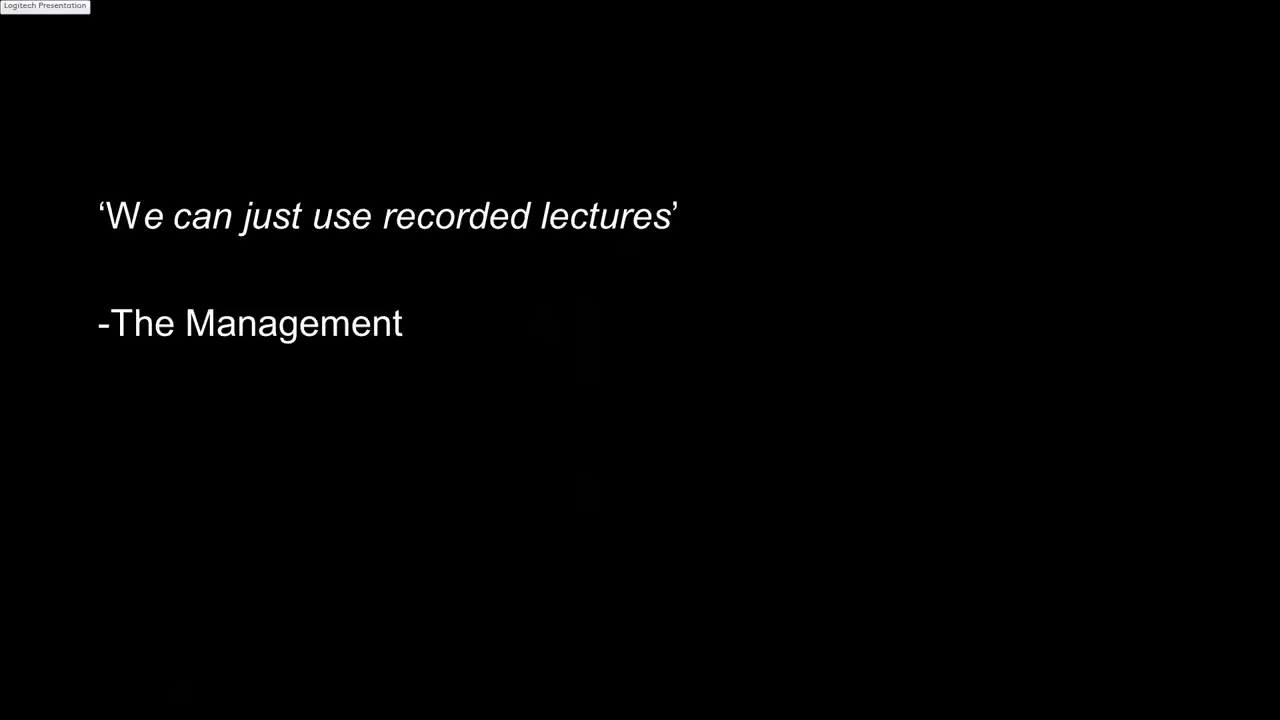 Logitech Presentation
‘We can just use recorded lectures’
-The Management